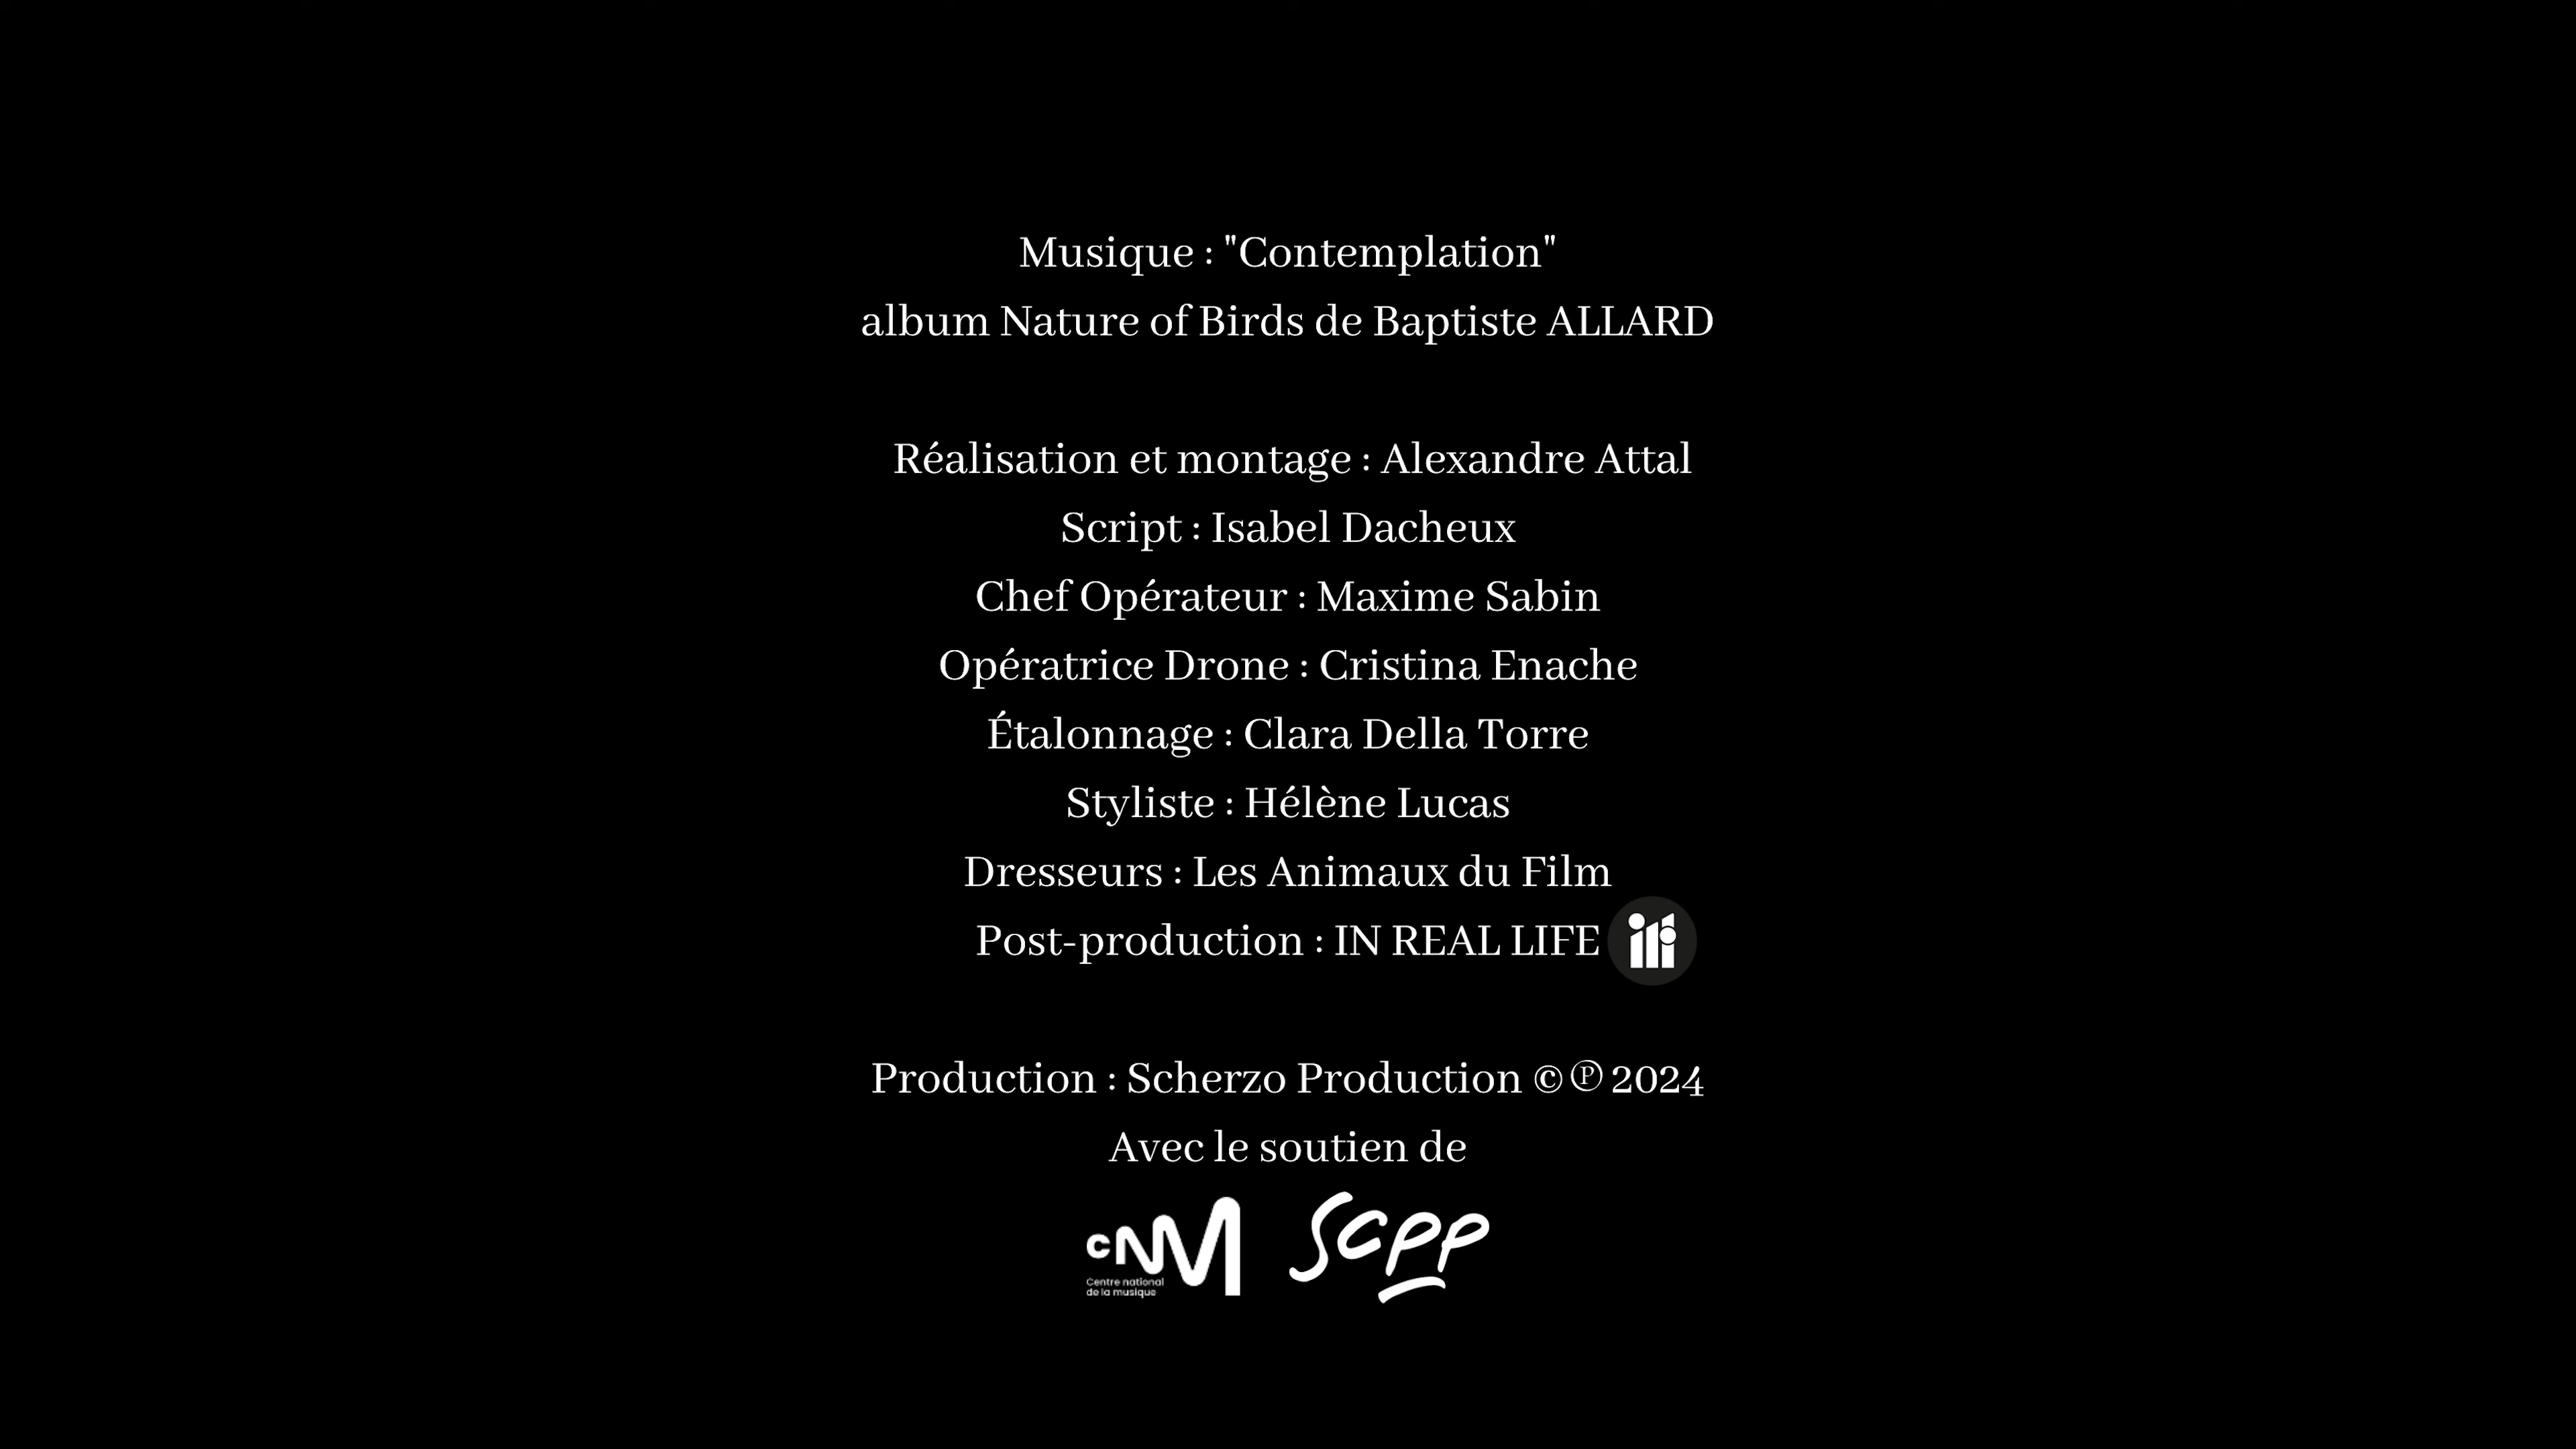 Musique : "Contemplation"
album Nature of Birds de Baptiste ALLARD
Réalisation et montage : Alexandre Attal
Script : Isabel Dacheux
Chef Opérateur : Maxime Sabin
Opératrice Drone : Cristina Enache
Étalonnage : Clara Della Torre
Styliste : Hélène Lucas
Dresseurs : Les Animaux du Film
Post-production : IN REAL LIFE
Production : Scherzo Production ©℗ 2024
Avec le soutien de
CNM
Centre national
de la musique
scpp